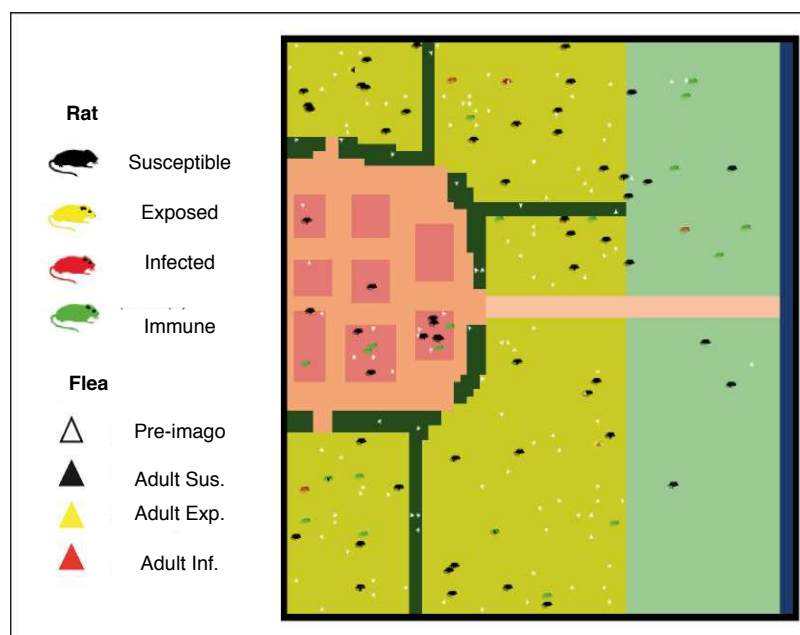 Rat
Susceptible
Exposed
Infected
Immune
Flea
Pre-imago
Adult Sus.
Adult Exp.
Adult Inf.